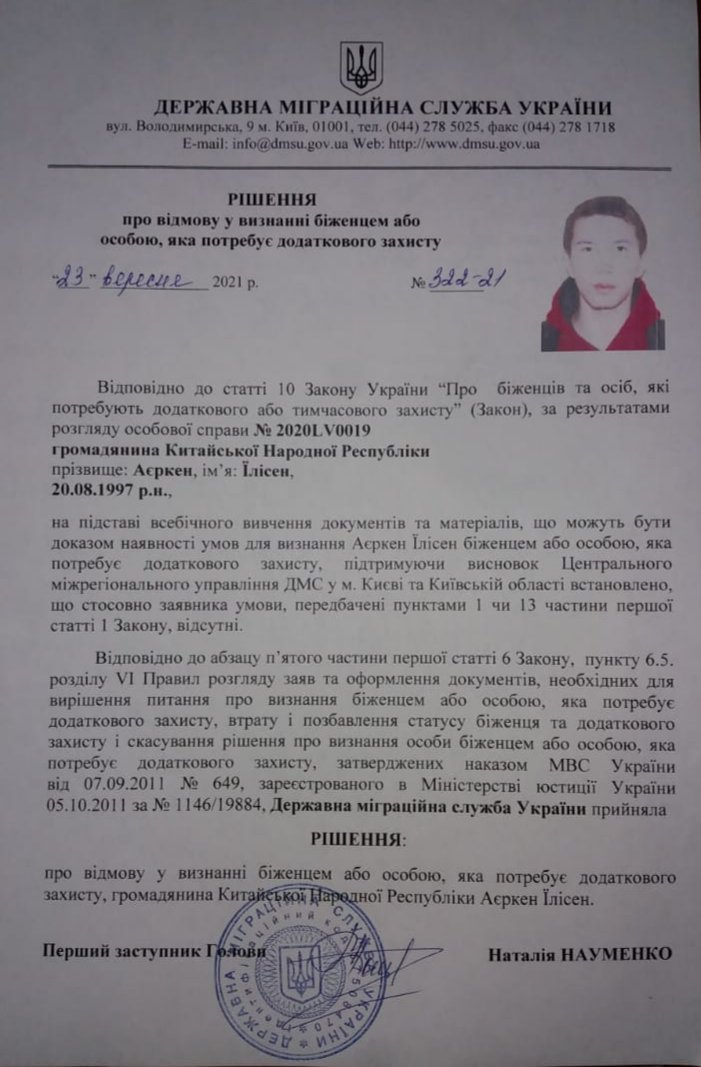 ДЕРЖАВНА МІГРАЦІЙНА СЛУЖБА УКРАЇНИ
вул. Володимирська, 9 м. Київ, 01001, тел. (044) 278 5025, факс (044) 278 1718
E-mail: info@dmsu.gov.ua Web: http://www.dmsu.gov.ua
РІШЕННЯ
про відмову у визнанні біженцем або
особою, яка потребує додаткового захисту
“23” вересня 2021 р. № 322-21
Відповідно до статті 10 Закону України “Про біженців та осіб, які
потребують додаткового або тимчасового захисту” (Закон), за результатами
розгляду особової справи № 2020LV0019
громадянина Китайської Народної Республіки
прізвище: Аєркен, ім’я: Їлісен,
20.08.1997 р.н.,
на підставі всебічного вивчення документів та матеріалів, що можуть бути
доказом наявності умов для визнання Аєркен Їлісен біженцем або особою, яка
потребує додаткового захисту, підтримуючи висновок Центрального
міжрегіонального управління ДМС у м. Києві та Київській області встановлено,
що стосовно заявника умови, передбачені пунктами 1 чи 13 частини першої
статті 1 Закону, відсутні.
Відповідно до абзацу п’ятого частини першої статті 6 Закону, пункту 6.5.
розділу VI Правил розгляду заяв та оформлення документів, необхідних для
вирішення питання про визнання біженцем або особою, яка потребує
додаткового захисту, втрату і позбавлення статусу біженця та додаткового
захисту і скасування рішення про визнання особи біженцем або особою, яка
потребує додаткового захисту, затверджених наказом МВС України
від 07.09.2011 № 649, зареєстрованого в Міністерстві юстиції України
05.10.2011 за № 1146/19884, Державна міграційна служба України прийняла
РІШЕННЯ:
про відмову у визнанні біженцем або особою, яка потребує додаткового
захисту, громадянина Китайської Народної Республіки Аєркен Їлісен.
Перший заступник Голови Наталія НАУМЕНКО
ДЕРЖАВНА МІГРАЦІЙНА СЛУЖБА УКРАЇНИ